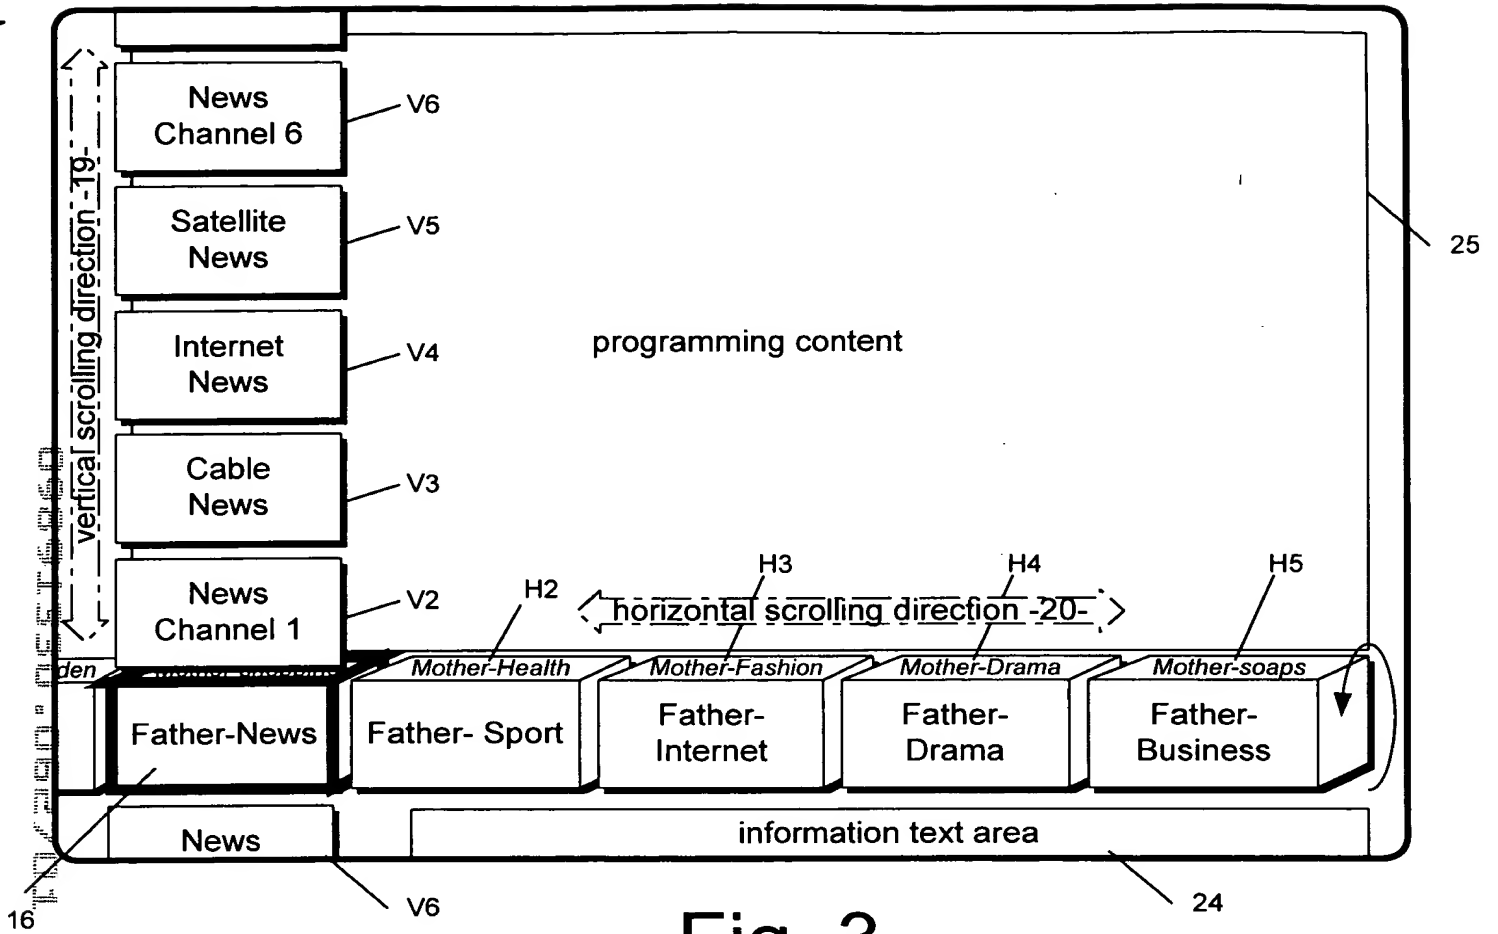 News
Channel 6
V6
Satellite
News
V5
25
vertical scrolling direction -19-
Internet
News
V4
programming content
Cable
News
V3
News
Channel 1
V2
H2
H3
H4
H5
horizontal scrolling direction -20-
den
Mother-Health
Mother-Fashion
Mother-Drama
Mother-soaps
Father-News
Father- Sport
Father-
Internet
Father-
Drama
Father-
Business
News
information text area
16
V6
24